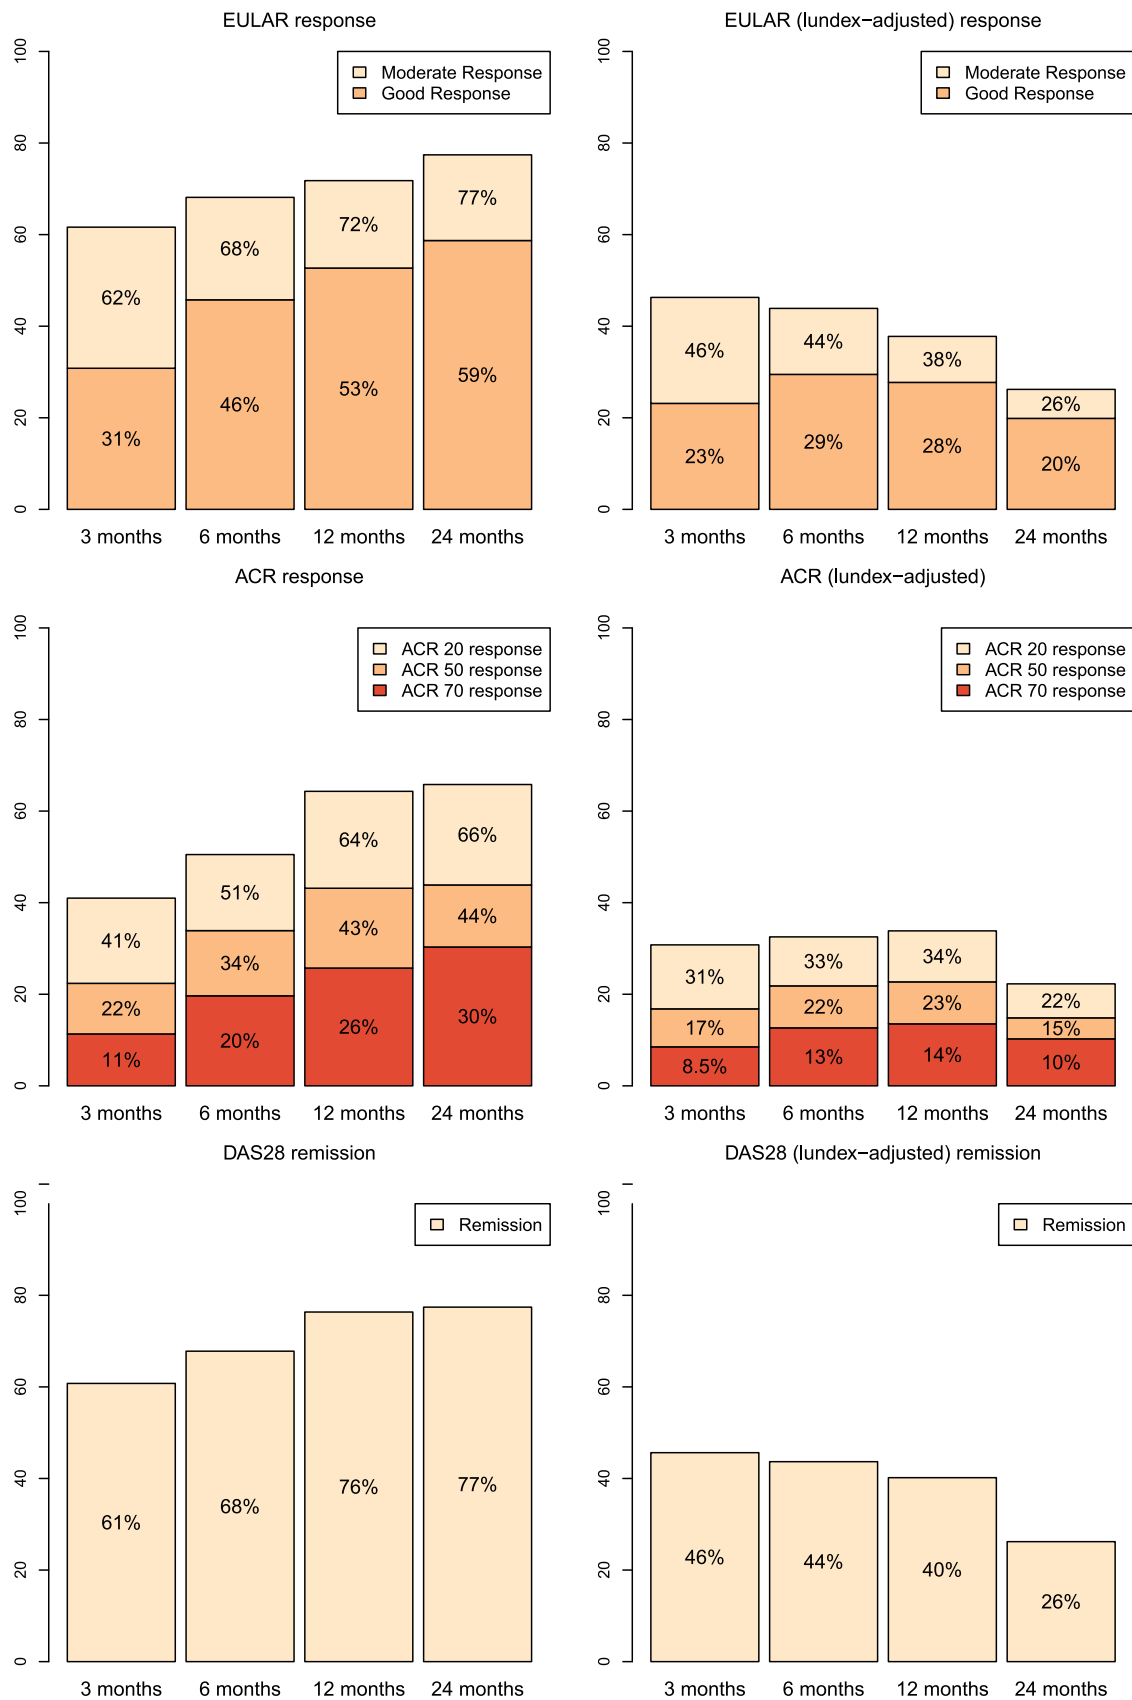 EULAR response
100
80
60
40
20
0
Moderate Response
Good Response
62%
31%
68%
46%
72%
53%
77%
59%
3 months
6 months
12 months
24 months
EULAR (lundex−adjusted) response
100
80
60
40
20
0
Moderate Response
Good Response
46%
23%
44%
29%
38%
28%
26%
20%
3 months
6 months
12 months
24 months
ACR response
100
80
60
40
20
0
ACR 20 response
ACR 50 response
ACR 70 response
41%
22%
11%
51%
34%
20%
64%
43%
26%
66%
44%
30%
3 months
6 months
12 months
24 months
ACR (lundex−adjusted)
100
80
60
40
20
0
ACR 20 response
ACR 50 response
ACR 70 response
31%
17%
8.5%
33%
22%
13%
34%
23%
14%
22%
15%
10%
3 months
6 months
12 months
24 months
DAS28 remission
100
80
60
40
20
0
Remission
61%
68%
76%
77%
3 months
6 months
12 months
24 months
DAS28 (lundex−adjusted) remission
100
80
60
40
20
0
Remission
46%
44%
40%
26%
3 months
6 months
12 months
24 months